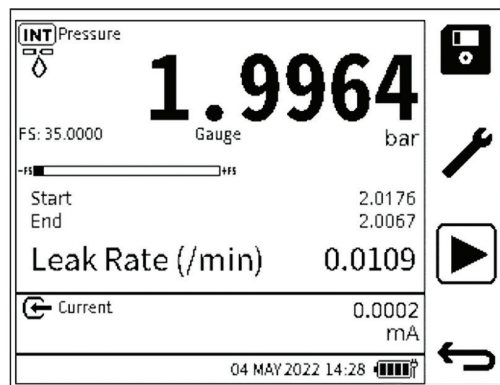 INT Pressure
1.9964
FS: 35.0000 Gauge bar
-FS +FS
Start 2.0176
End 2.0067
Leak Rate (/min) 0.0109
Current 0.0002
mA
04 MAY 2022 14:28